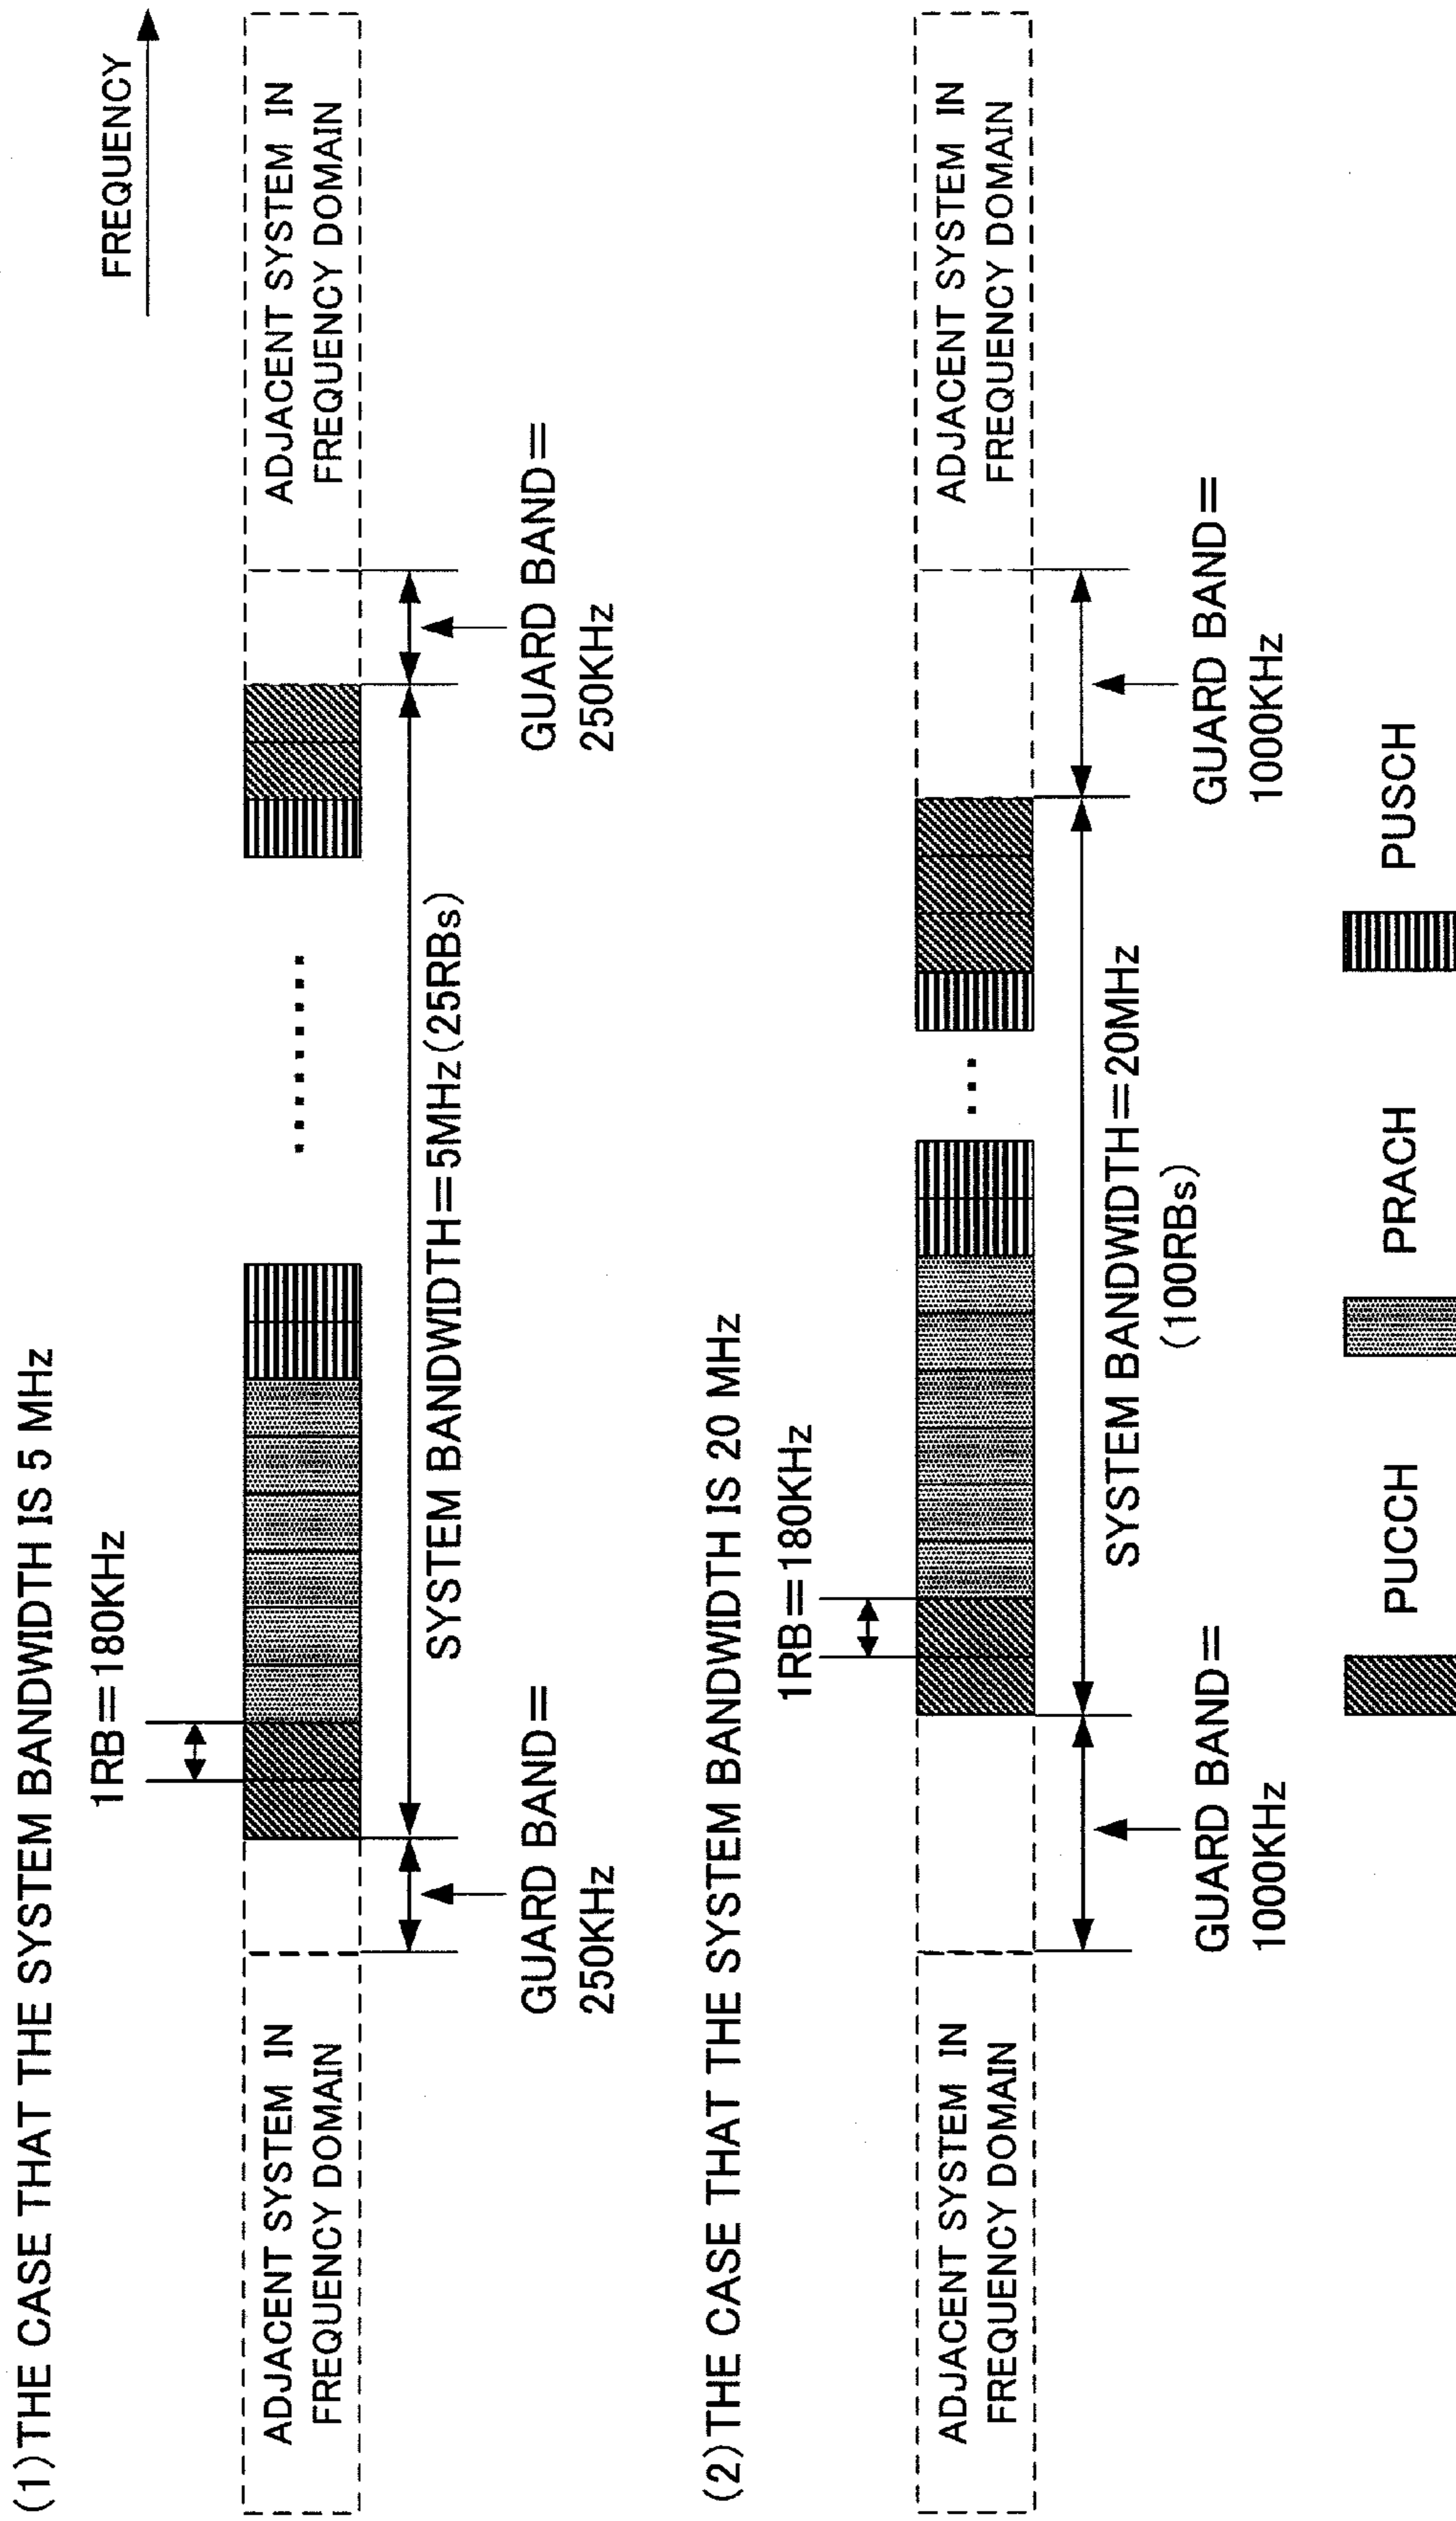 (1)THE CASE THAT THE SYSTEM BANDWIDTH IS 5 MHz
FREQUENCY
1RB=180KHz
ADJACENT SYSTEM IN
FREQUENCY DOMAIN
ADJACENT SYSTEM IN
FREQUENCY DOMAIN
SYSTEM BANDWIDTH=5MHz(25RBs)
GUARD BAND=
250KHz
GUARD BAND=
250KHz
(2)THE CASE THAT THE SYSTEM BANDWIDTH IS 20 MHz
1RB=180KHz
ADJACENT SYSTEM IN
FREQUENCY DOMAIN
ADJACENT SYSTEM IN
FREQUENCY DOMAIN
SYSTEM BANDWIDTH=20MHz
(100RBs)
GUARD BAND=
1000KHz
GUARD BAND=
1000KHz
PUCCH
PRACH
PUSCH